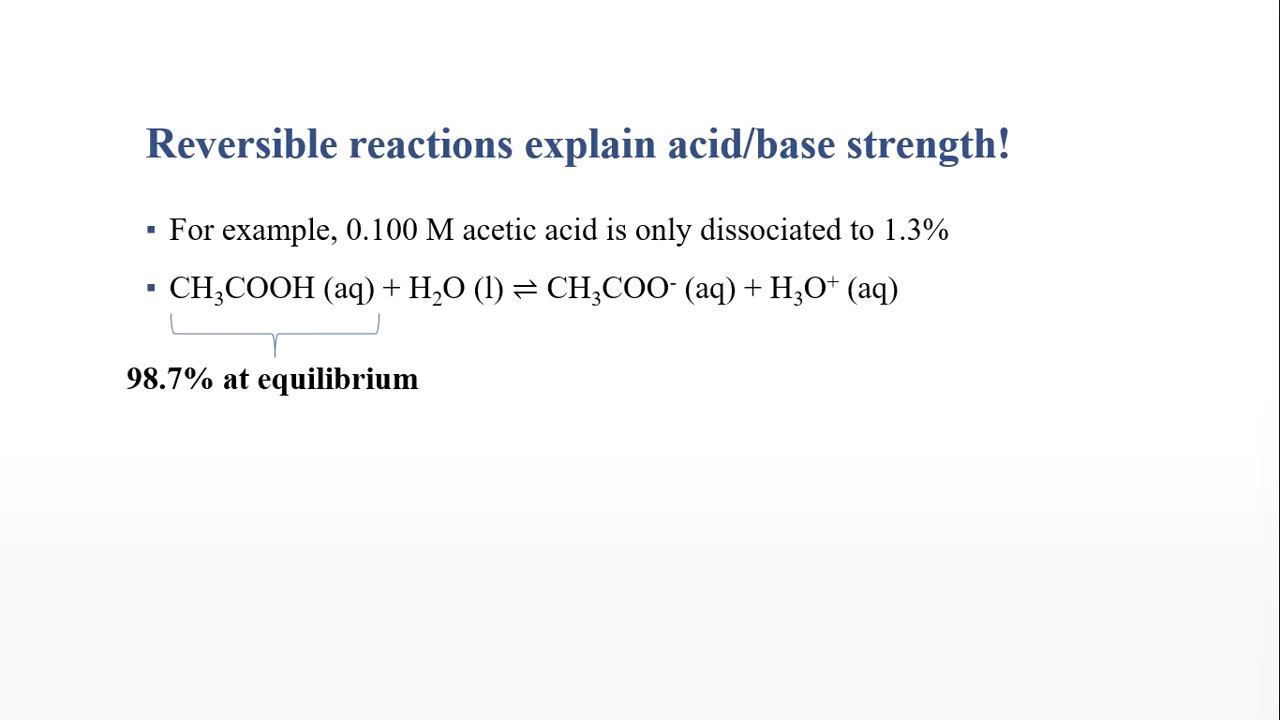 Reversible reactions explain acid/base strength!
▪ For example, 0.100 M acetic acid is only dissociated to 1.3%
▪ CH₃COOH (aq) + H₂O (l) ⇌ CH₃COO⁻ (aq) + H₃O⁺ (aq)
98.7% at equilibrium